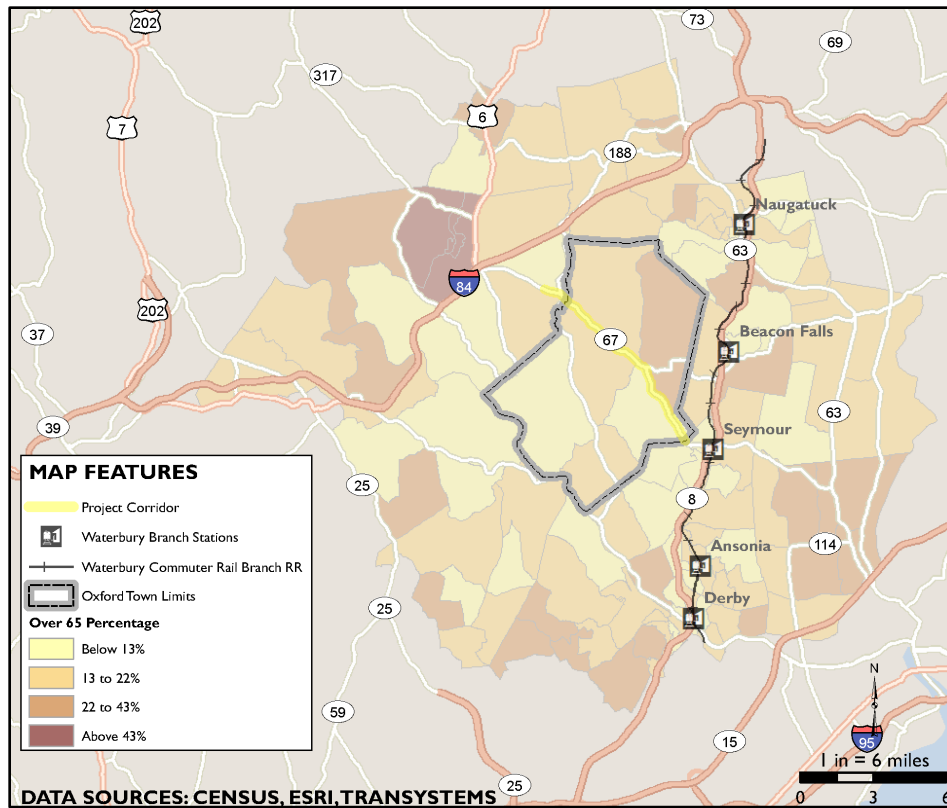 73
202
69
317
7
6
188
Naugatuck
63
84
202
37
67
Beacon Falls
63
39
Seymour
MAP FEATURES
Project Corridor
Waterbury Branch Stations
Waterbury Commuter Rail Branch RR
Oxford Town Limits
Over 65 Percentage
Below 13%
13 to 22%
22 to 43%
Above 43%
25
8
114
Ansonia
Derby
25
59
15
N
95
1 in = 6 miles
0 3 6
25
DATA SOURCES: CENSUS, ESRI, TRANSYSTEMS